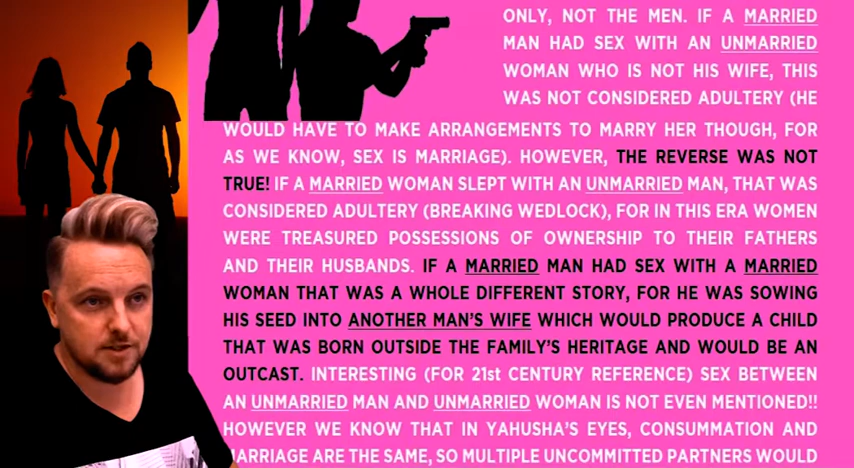 ONLY, NOT THE MEN. IF A MARRIED
MAN HAD SEX WITH AN UNMARRIED
WOMAN WHO IS NOT HIS WIFE, THIS
WAS NOT CONSIDERED ADULTERY (HE
WOULD HAVE TO MAKE ARRANGEMENTS TO MARRY HER THOUGH, FOR
AS WE KNOW, SEX IS MARRIAGE). HOWEVER, THE REVERSE WAS NOT
TRUE! IF A MARRIED WOMAN SLEPT WITH AN UNMARRIED MAN, THAT WAS
CONSIDERED ADULTERY (BREAKING WEDLOCK), FOR IN THIS ERA WOMEN
WERE TREASURED POSSESSIONS OF OWNERSHIP TO THEIR FATHERS
AND THEIR HUSBANDS. IF A MARRIED MAN HAD SEX WITH A MARRIED
WOMAN THAT WAS A WHOLE DIFFERENT STORY, FOR HE WAS SOWING
HIS SEED INTO ANOTHER MAN'S WIFE WHICH WOULD PRODUCE A CHILD
THAT WAS BORN OUTSIDE THE FAMILY'S HERITAGE AND WOULD BE AN
OUTCAST. INTERESTING (FOR 21st CENTURY REFERENCE) SEX BETWEEN
AN UNMARRIED MAN AND UNMARRIED WOMAN IS NOT EVEN MENTIONED!!
HOWEVER WE KNOW THAT IN YAHUSHA'S EYES, CONSUMMATION AND
MARRIAGE ARE THE SAME, SO MULTIPLE UNCOMMITTED PARTNERS WOULD